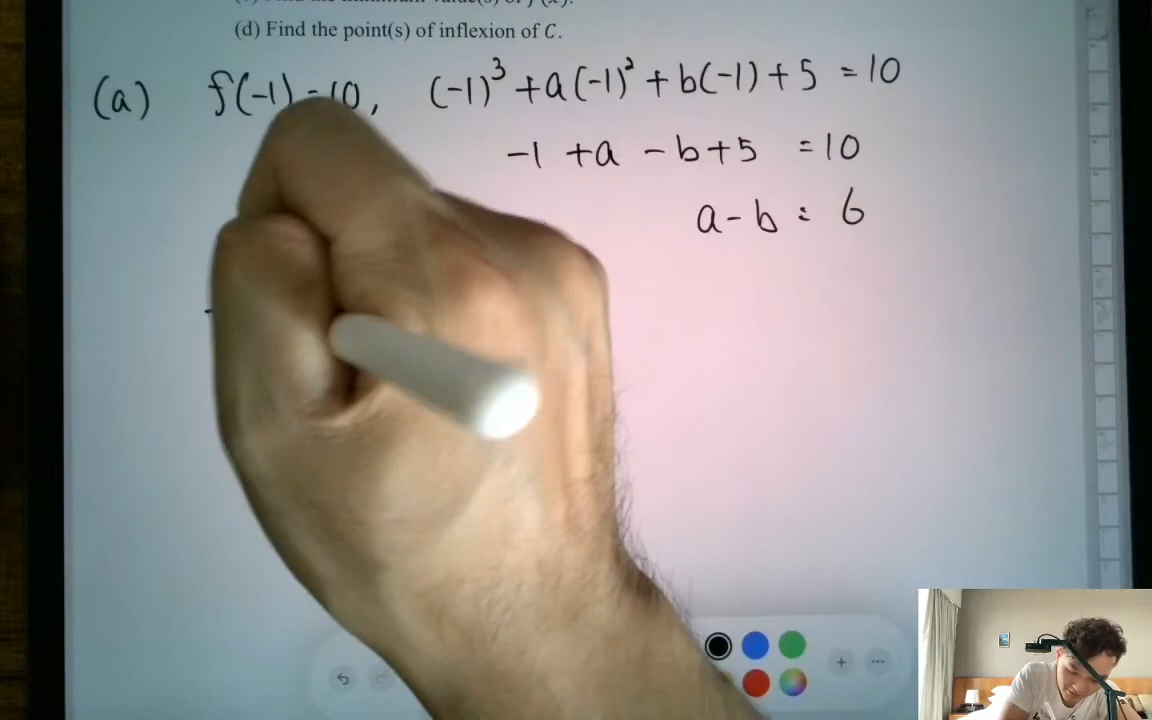 (d) Find the point(s) of inflexion of C.
(a) f(-1) = 10, (-1)³ + a(-1)² + b(-1) + 5 = 10
-1 + a - b + 5 = 10
a - b = 6